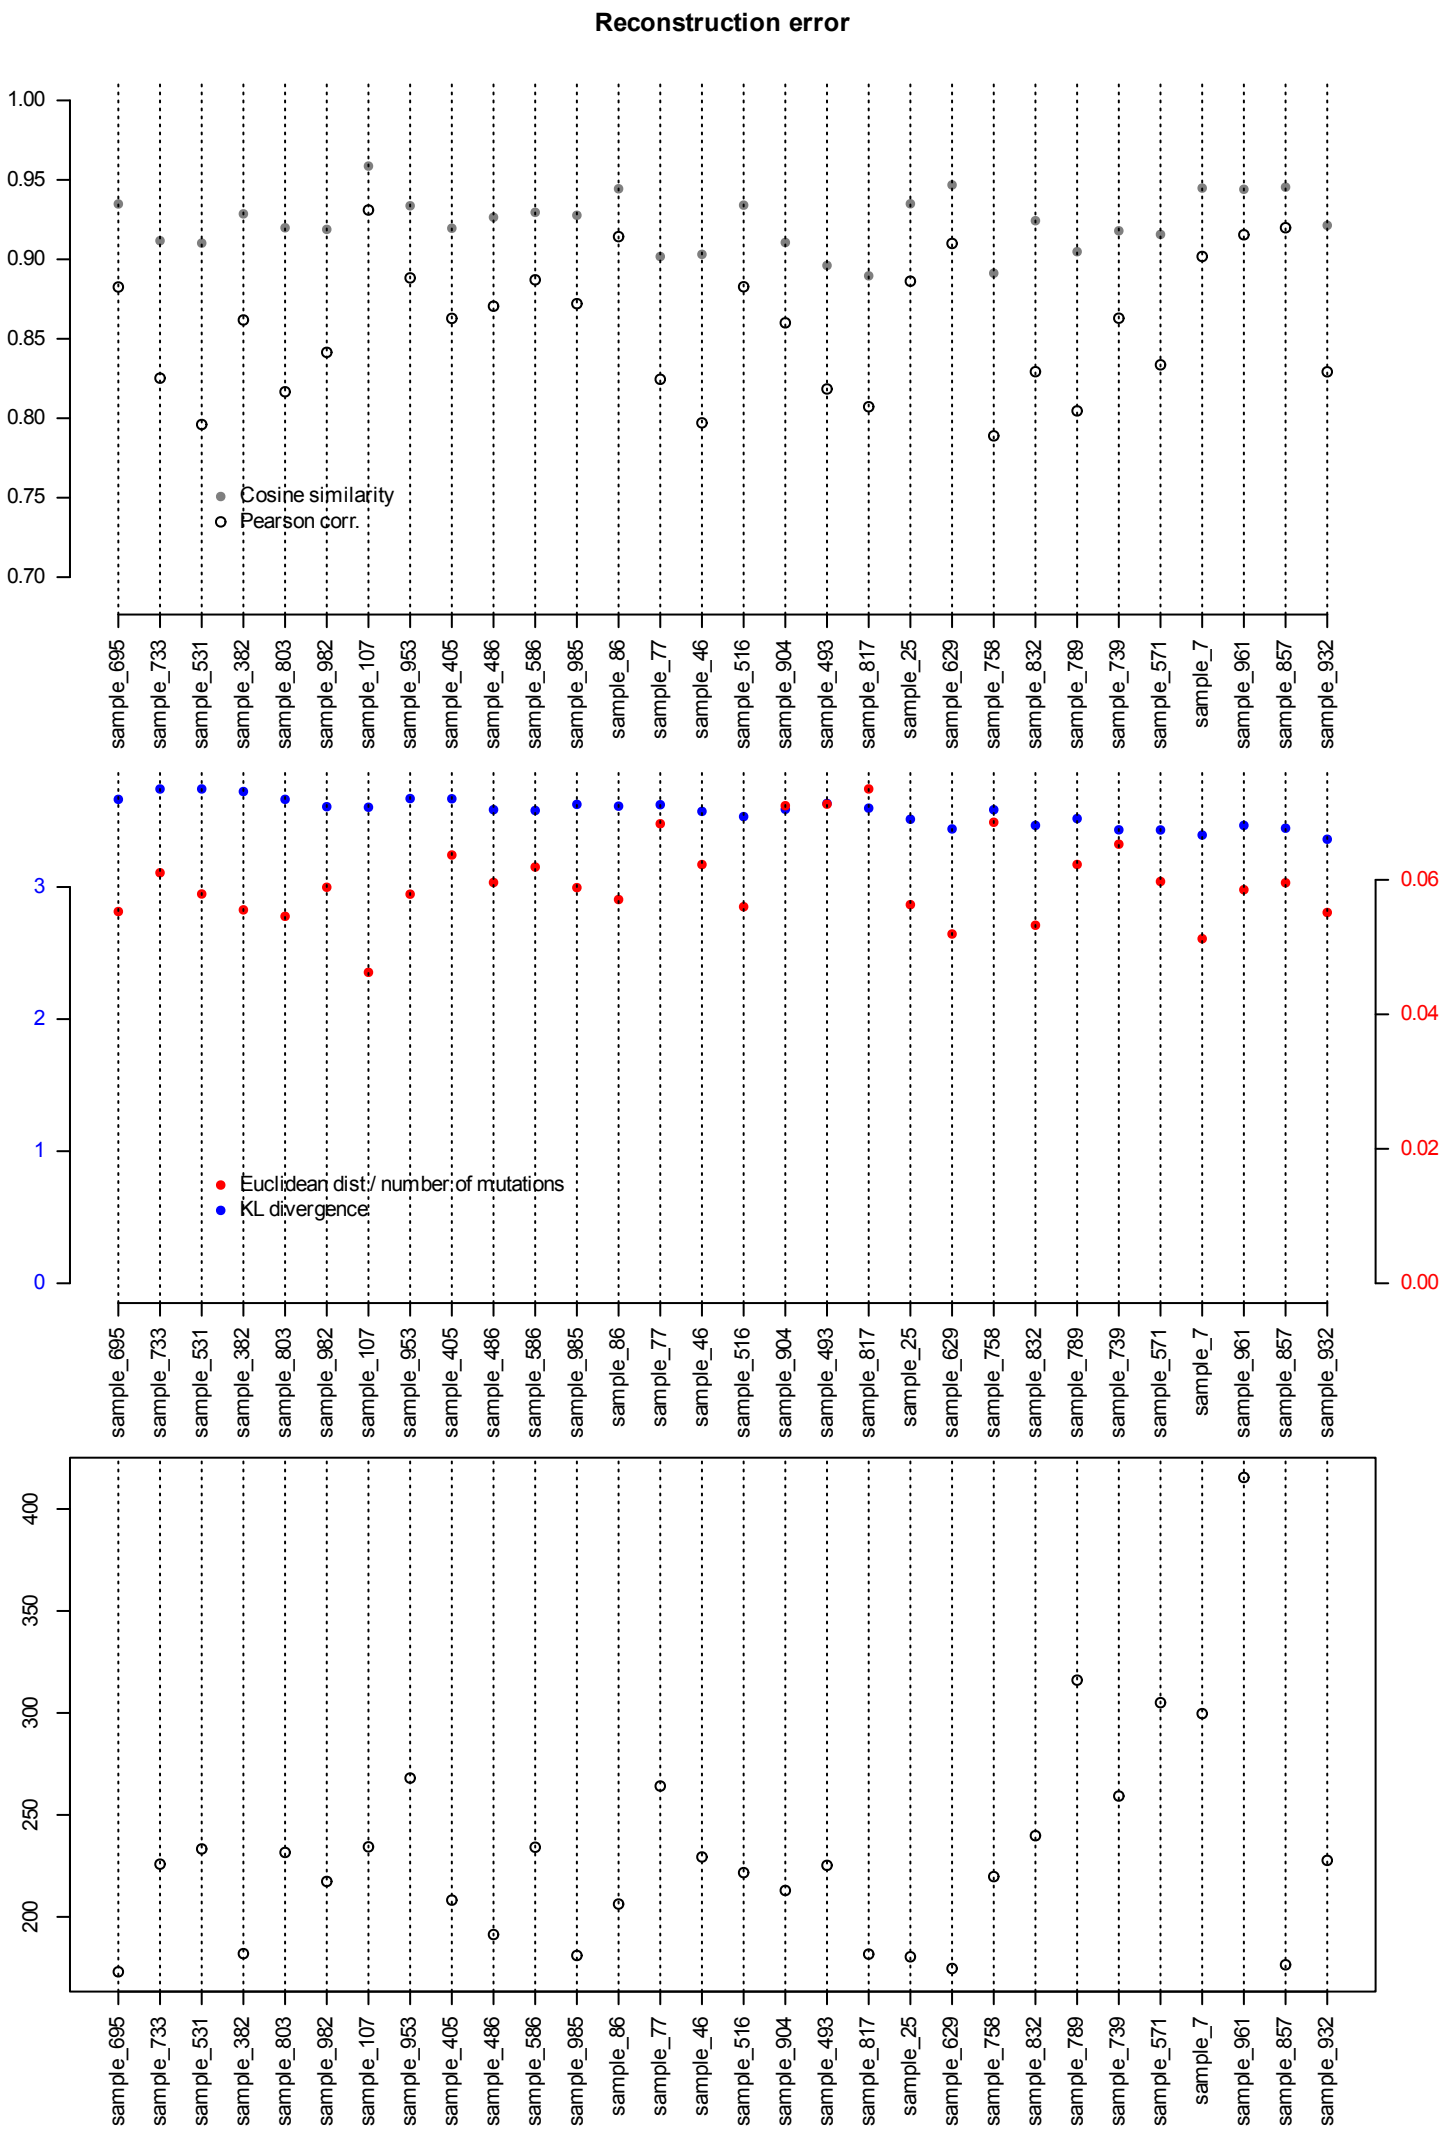 Reconstruction error
1.00
0.95
0.90
0.85
0.80
0.75
0.70
Cosine similarity
Pearson corr.
sample_695
sample_733
sample_531
sample_382
sample_803
sample_982
sample_107
sample_953
sample_405
sample_486
sample_586
sample_985
sample_86
sample_77
sample_46
sample_516
sample_904
sample_493
sample_817
sample_25
sample_629
sample_758
sample_832
sample_789
sample_739
sample_571
sample_7
sample_961
sample_857
sample_932
3
2
1
0
0.06
0.04
0.02
0.00
Euclidean dist./ number of mutations
KL divergence
sample_695
sample_733
sample_531
sample_382
sample_803
sample_982
sample_107
sample_953
sample_405
sample_486
sample_586
sample_985
sample_86
sample_77
sample_46
sample_516
sample_904
sample_493
sample_817
sample_25
sample_629
sample_758
sample_832
sample_789
sample_739
sample_571
sample_7
sample_961
sample_857
sample_932
400
350
300
250
200
sample_695
sample_733
sample_531
sample_382
sample_803
sample_982
sample_107
sample_953
sample_405
sample_486
sample_586
sample_985
sample_86
sample_77
sample_46
sample_516
sample_904
sample_493
sample_817
sample_25
sample_629
sample_758
sample_832
sample_789
sample_739
sample_571
sample_7
sample_961
sample_857
sample_932